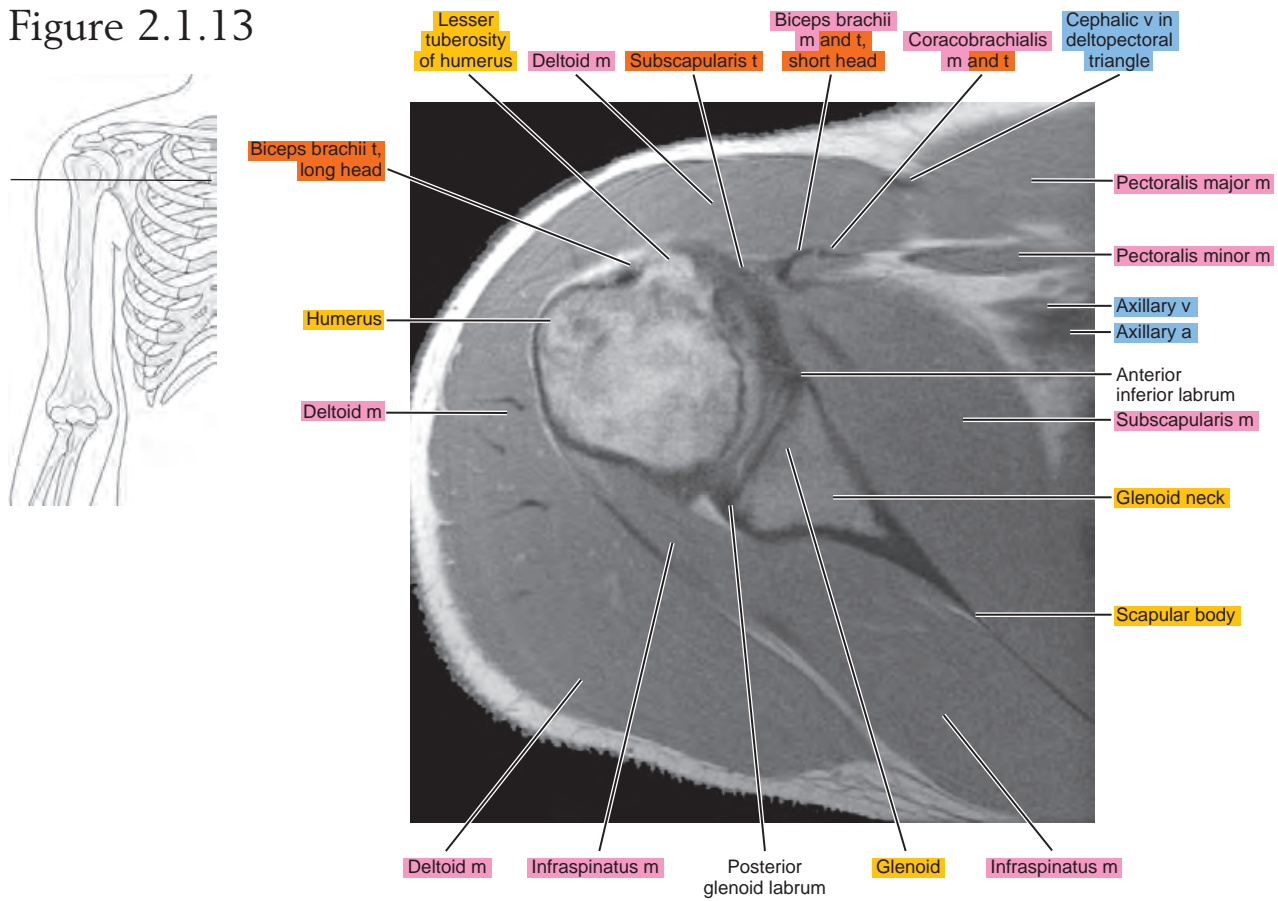 Figure 2.1.13
Lesser
tuberosity
of humerus
Deltoid m
Subscapularis t
Biceps brachii
m and t,
short head
Coracobrachialis
m and t
Cephalic v in
deltopectoral
triangle
Biceps brachii t,
long head
Pectoralis major m
Pectoralis minor m
Axillary v
Humerus
Axillary a
Anterior
inferior labrum
Deltoid m
Subscapularis m
Glenoid neck
Scapular body
Deltoid m
Infraspinatus m
Posterior
glenoid labrum
Glenoid
Infraspinatus m